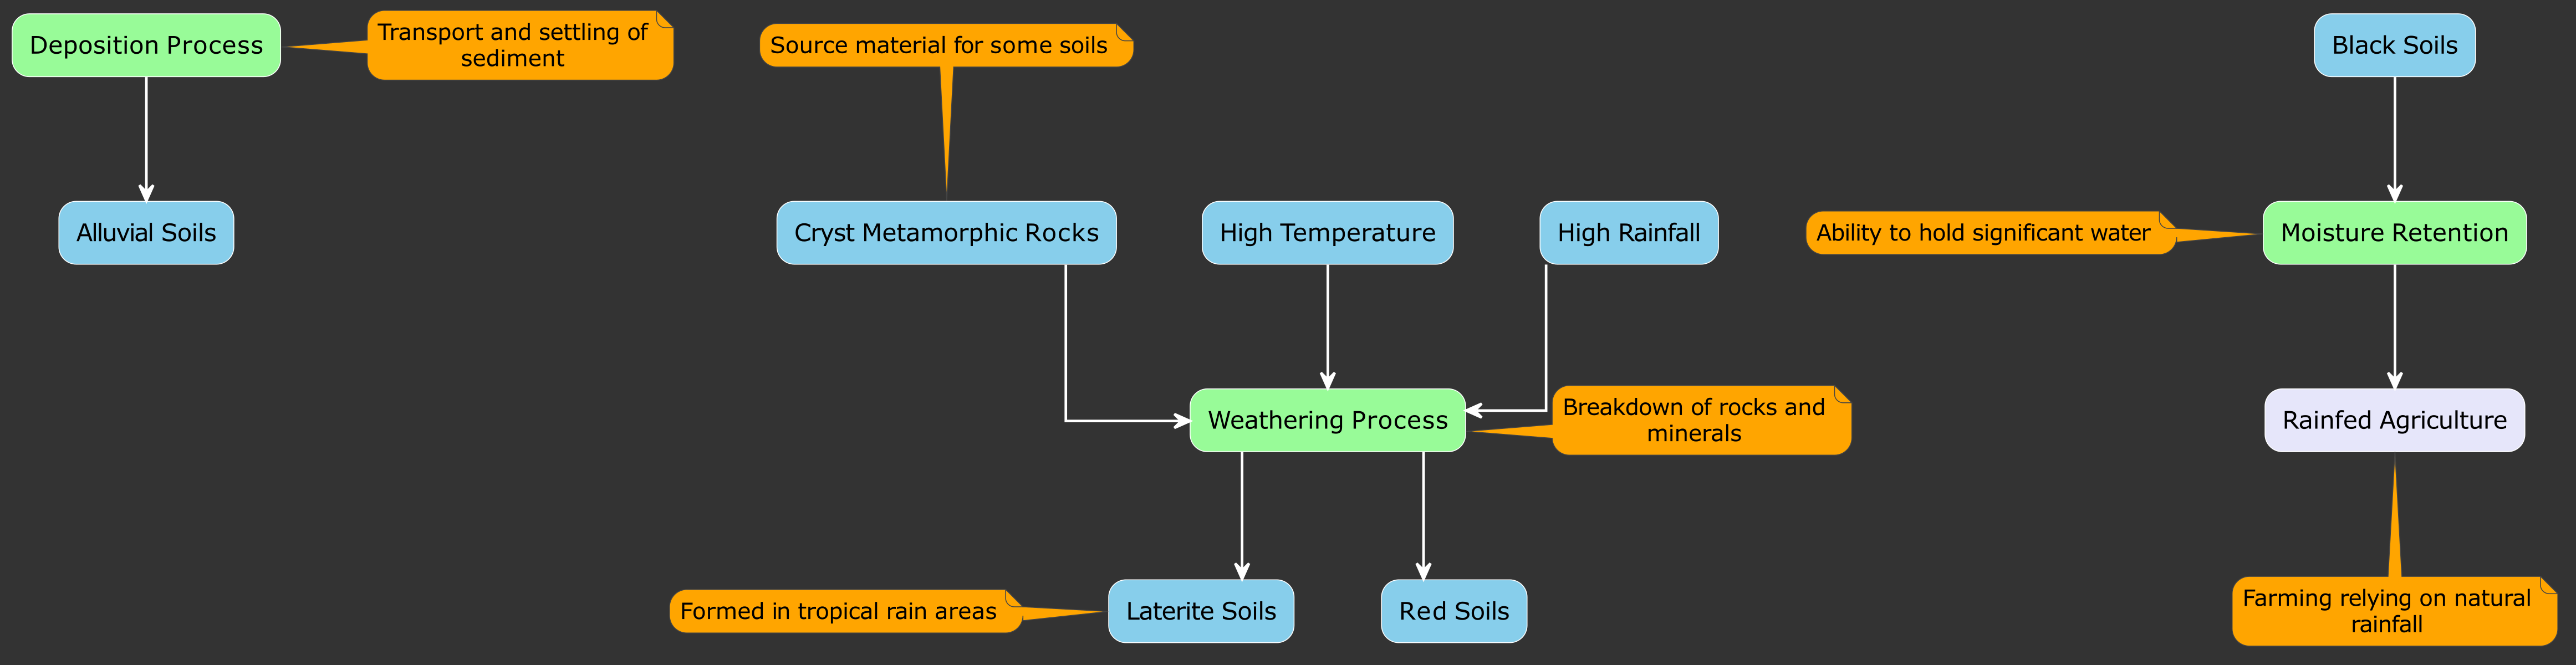 Deposition Process
Transport and settling of
sediment
Source material for some soils
Black Soils
Alluvial Soils
Cryst Metamorphic Rocks
High Temperature
High Rainfall
Ability to hold significant water
Moisture Retention
Weathering Process
Breakdown of rocks and
minerals
Rainfed Agriculture
Formed in tropical rain areas
Laterite Soils
Red Soils
Farming relying on natural
rainfall